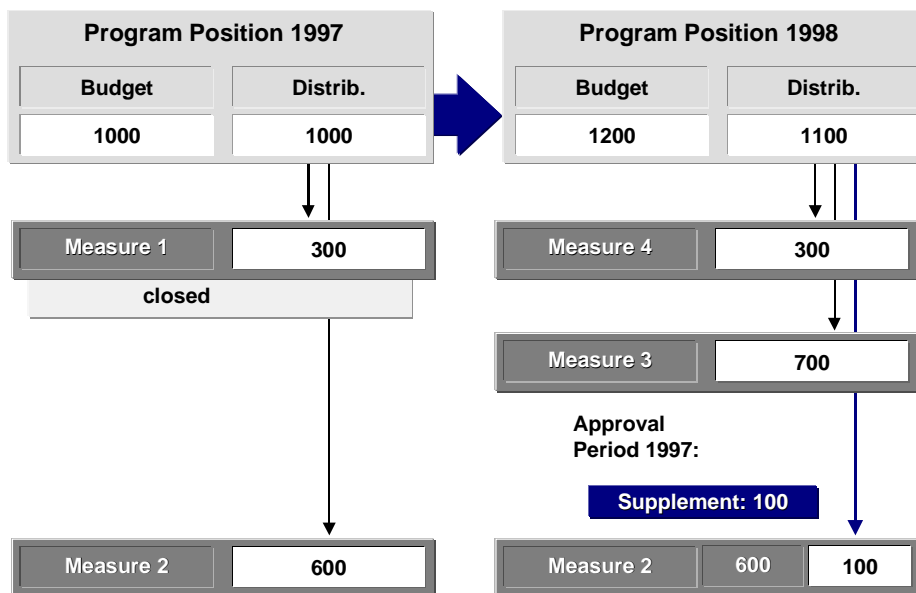 Program Position 1997
Budget
Distrib.
1000
1000
Measure 1
300
closed
Measure 2
600
Program Position 1998
Budget
Distrib.
1200
1100
Measure 4
300
Measure 3
700
Approval
Period 1997:
Supplement: 100
Measure 2
600
100